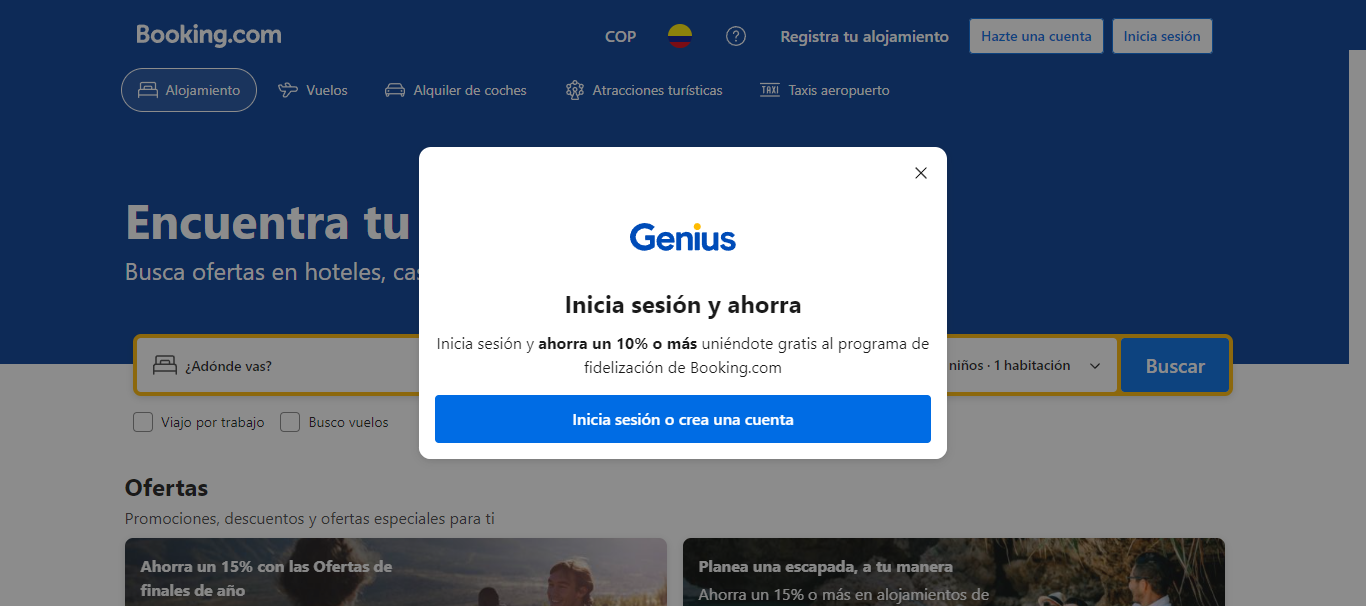 Booking.com
COP
Registra tu alojamiento
Hazte una cuenta
Inicia sesión
Alojamiento
Vuelos
Alquiler de coches
Atracciones turísticas
TAXI
Taxis aeropuerto
Encuentra tu
Busca ofertas en hoteles,
Genius
Inicia sesión y ahorra
Inicia sesión y ahorra un 10% o más uniéndote gratis al programa de
fidelización de Booking.com
Inicia sesión o crea una cuenta
¿Adónde vas?
niños · 1 habitación
Buscar
Viajo por trabajo
Busco vuelos
Ofertas
Promociones, descuentos y ofertas especiales para ti
Ahorra un 15% con las Ofertas de
finales de año
Planea una escapada, a tu manera
Ahorra un 15% o más en alojamientos de